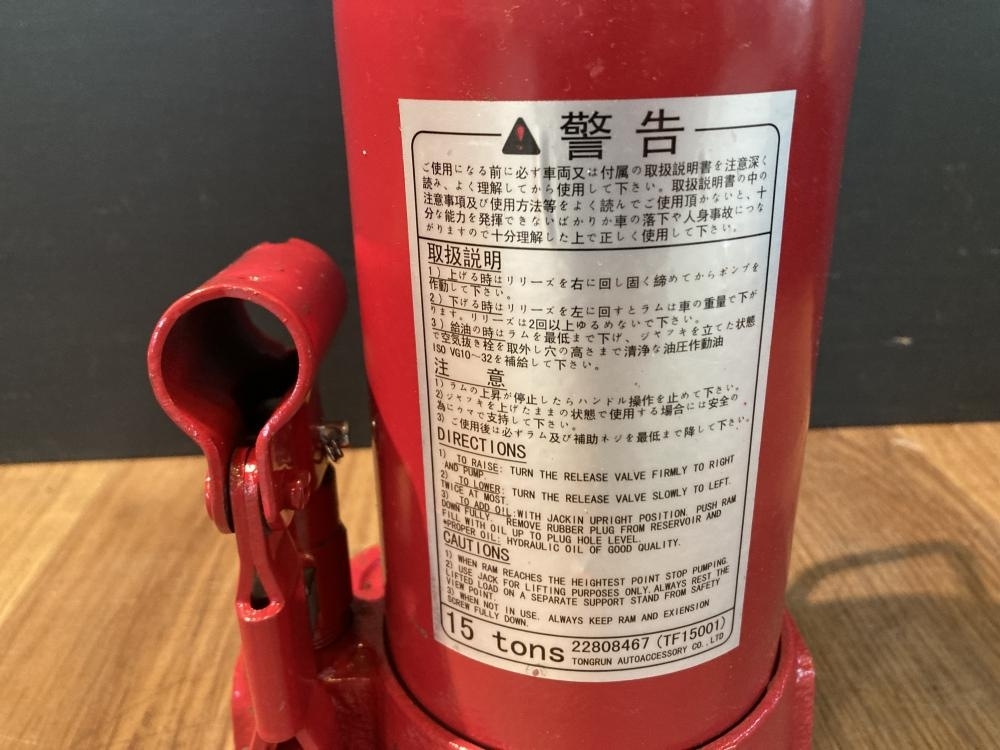 警告
ご使用になる前に必ず車両又は付属の取扱説明書を注意深く
読み、よく理解してから使用して下さい。取扱説明書の中の
注意事項及び使用方法等をよく読んでご使用頂かないと、十
分な能力を発揮できないばかりか車の落下や人身事故につな
がりますので十分理解した上で正しく使用して下さい。
取扱説明
1）上げる時はリリーズを右に回し固く締めてからポンプを
作動して下さい。
2）下げる時はリリーズを左に回すとラムは車の重量で下が
ります。リリーズは2回以上ゆるめないで下さい。
3）給油の時はラムを最低まで下げ、ジャッキを立てた状態
で空気抜き栓を取外し穴の高さまで清浄な油圧作動油
ISO VG10～32を補給して下さい。
注意
1）ラムの上昇が停止したらハンドル操作を止めて下さい。
2）ジャッキを上げたままの状態で使用する場合には安全の
為にウマで支持して下さい。
3）ご使用後は必ずラム及び補助ネジを最低まで降して下さい。
DIRECTIONS
1) TO RAISE: TURN THE RELEASE VALVE FIRMLY TO RIGHT
AND PUMP.
2) TO LOWER: TURN THE RELEASE VALVE SLOWLY TO LEFT.
TWICE AT MOST.
3) TO ADD OIL:WITH JACKIN UPRIGHT POSITION. PUSH RAM
DOWN FULLY. REMOVE RUBBER PLUG FROM RESERVOIR AND
FILL WITH OIL UP TO PLUG HOLE LEVEL.
*PROPER OIL: HYDRAULIC OIL OF GOOD QUALITY.
CAUTIONS
1) WHEN RAM REACHES THE HEIGHTEST POINT STOP PUMPING.
2) USE JACK FOR LIFTING PURPOSES ONLY. ALWAYS REST THE
LIFTED LOAD ON A SEPARATE SUPPORT STAND FROM SAFETY
VIEW POINT.
3) WHEN NOT IN USE. ALWAYS KEEP RAM AND EXIENSION
SCREW FULLY DOWN.
15 tons 22808467 (TF15001)
TONGRUN AUTOACCESSORY CO.,LTD